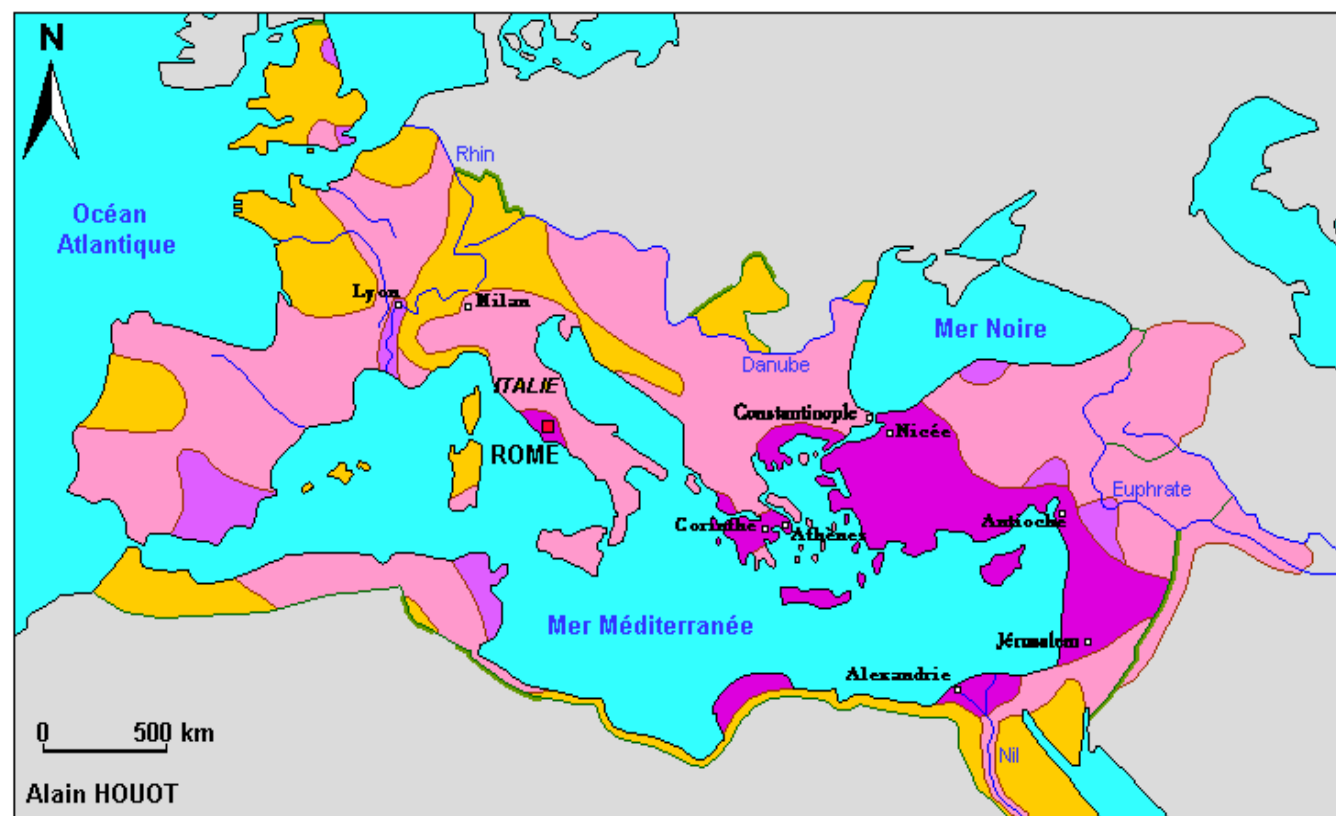 N
Rhin
Océan
Atlantique
Lyon
Milan
Mer Noire
Danube
ITALIE
Constantinople
Nicée
ROME
Euphrate
Antioche
Corinthe
Athènes
Mer Méditerranée
Jérusalem
Alexandrie
0 500 km
Nil
Alain HOUOT